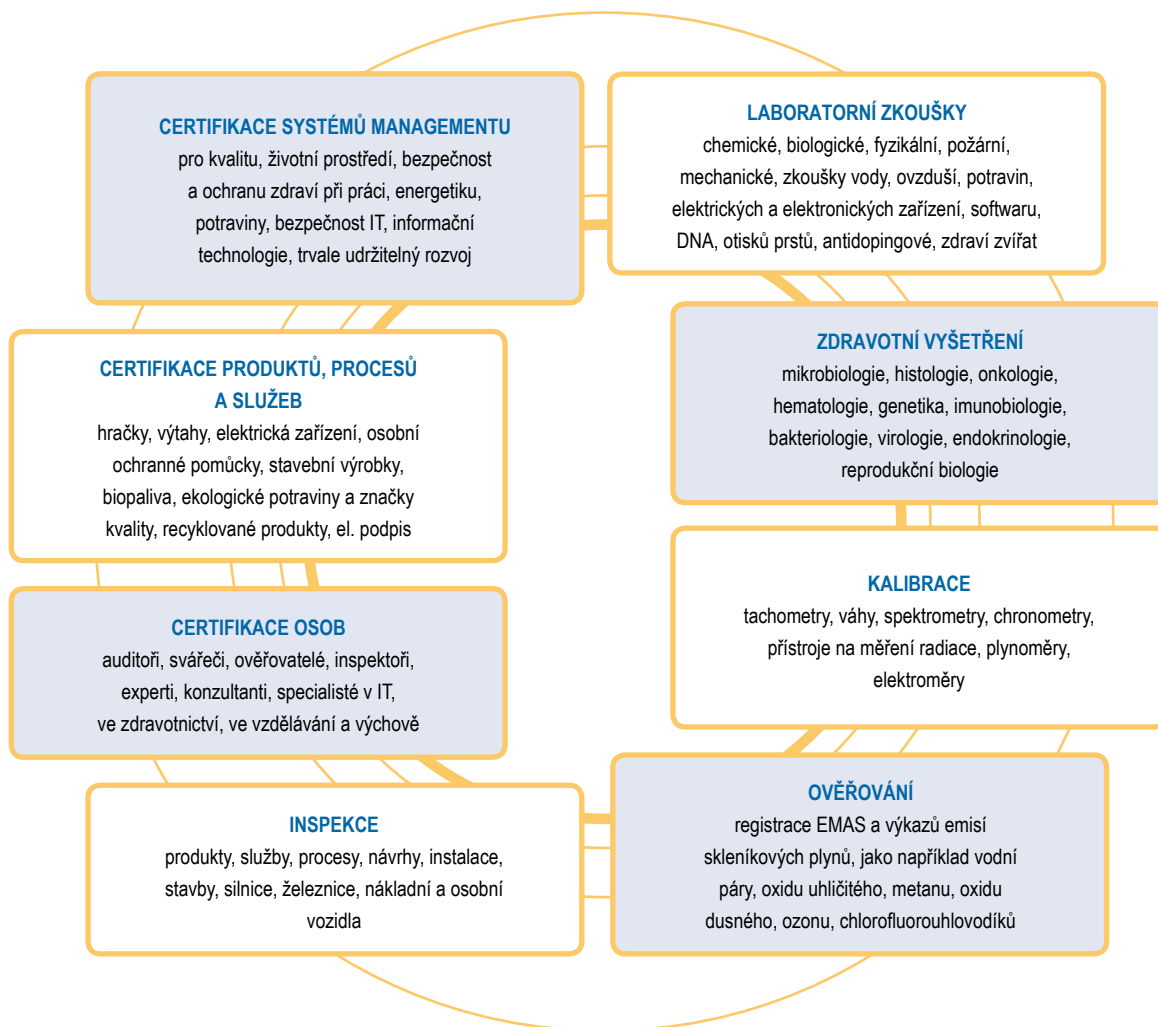 CERTIFIKACE SYSTÉMŮ MANAGEMENTU
pro kvalitu, životní prostředí, bezpečnost
a ochranu zdraví při práci, energetiku,
potraviny, bezpečnost IT, informační
technologie, trvale udržitelný rozvoj
LABORATORNÍ ZKOUŠKY
chemické, biologické, fyzikální, požární,
mechanické, zkoušky vody, ovzduší, potravin,
elektrických a elektronických zařízení, softwaru,
DNA, otisků prstů, antidopingové, zdraví zvířat
CERTIFIKACE PRODUKTŮ, PROCESŮ
A SLUŽEB
hračky, výtahy, elektrická zařízení, osobní
ochranné pomůcky, stavební výrobky,
biopaliva, ekologické potraviny a značky
kvality, recyklované produkty, el. podpis
ZDRAVOTNÍ VYŠETŘENÍ
mikrobiologie, histologie, onkologie,
hematologie, genetika, imunobiologie,
bakteriologie, virologie, endokrinologie,
reprodukční biologie
CERTIFIKACE OSOB
auditoři, svářeči, ověřovatelé, inspektoři,
experti, konzultanti, specialisté v IT,
ve zdravotnictví, ve vzdělávání a výchově
KALIBRACE
tachometry, váhy, spektrometry, chronometry,
přístroje na měření radiace, plynoměry,
elektroměry
INSPEKCE
produkty, služby, procesy, návrhy, instalace,
stavby, silnice, železnice, nákladní a osobní
vozidla
OVĚŘOVÁNÍ
registrace EMAS a výkazů emisí
skleníkových plynů, jako například vodní
páry, oxidu uhličitého, metanu, oxidu
dusného, ozonu, chlorofluorouhlovodíků